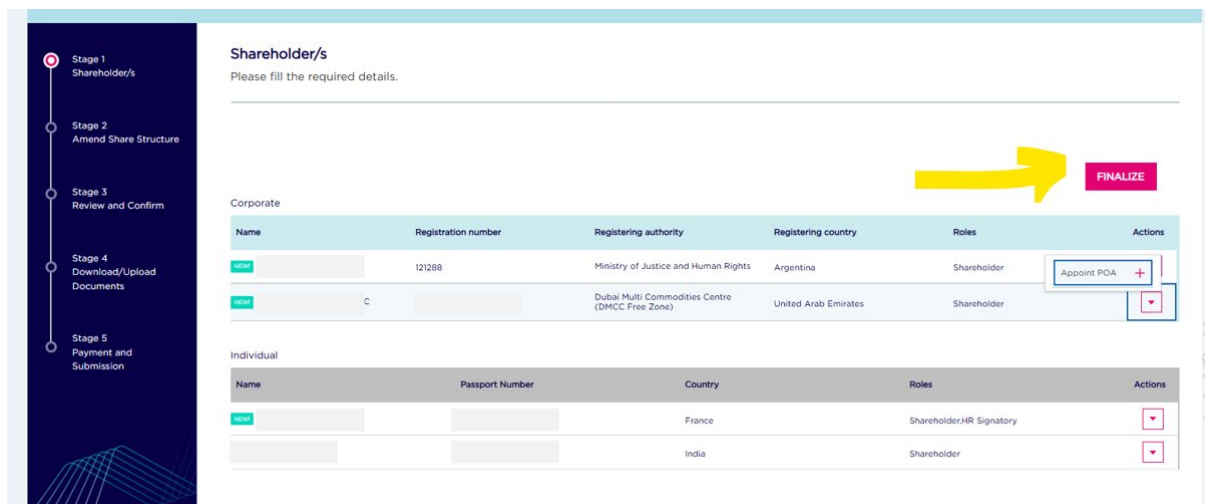 Stage 1
Shareholder/s
Stage 2
Amend Share Structure
Stage 3
Review and Confirm
Stage 4
Download/Upload
Documents
Stage 5
Payment and
Submission
Shareholder/s
Please fill the required details.
FINALIZE
Corporate
Name Registration number Registering authority Registering country Roles Actions
NEW! 121288 Ministry of Justice and Human Rights Argentina Shareholder
Appoint POA +
NEW! C Dubai Multi Commodities Centre
(DMCC Free Zone) United Arab Emirates Shareholder
Individual
Name Passport Number Country Roles Actions
NEW! France Shareholder,HR Signatory
India Shareholder